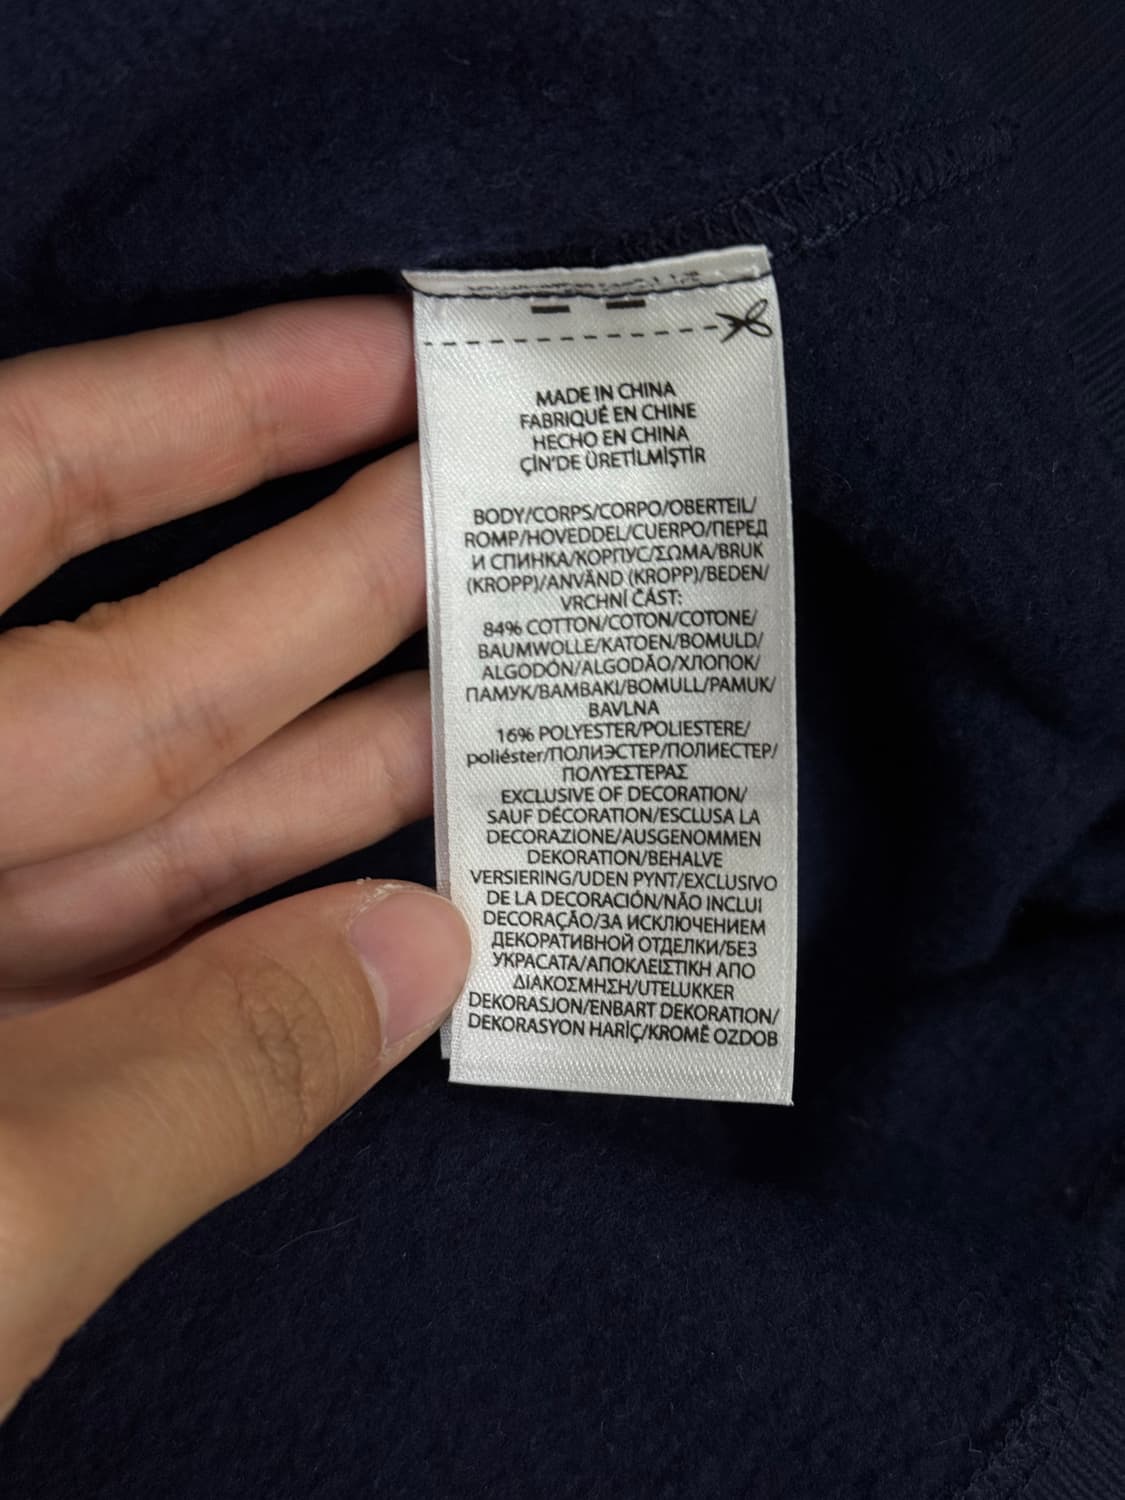 MADE IN CHINA
FABRIQUÉ EN CHINE
HECHO EN CHINA
ÇİN'DE ÜRETİLMİŞTİR
BODY/CORPS/CORPO/OBERTEIL/
ROMP/HOVEDDEL/CUERPO/ПЕРЕД
И СПИНКА/КОРПУС/ΣΩΜΑ/BRUK
(KROPP)/ANVÄND (KROPP)/BEDEN/
VRCHNÍ ČÁST:
84% COTTON/COTON/COTONE/
BAUMWOLLE/KATOEN/BOMULD/
ALGODÓN/ALGODÃO/ХЛОПОК/
ПАМУК/ΒΑΜΒΑΚΙ/BOMULL/PAMUK/
BAVLNA
16% POLYESTER/POLIESTERE/
poliéster/ПОЛИЭСТЕР/ПОЛИЕСТЕР/
ΠΟΛΥΕΣΤΕΡΑΣ
EXCLUSIVE OF DECORATION/
SAUF DÉCORATION/ESCLUSA LA
DECORAZIONE/AUSGENOMMEN
DEKORATION/BEHALVE
VERSIERING/UDEN PYNT/EXCLUSIVO
DE LA DECORACIÓN/NÃO INCLUI
DECORAÇÃO/ЗА ИСКЛЮЧЕНИЕМ
ДЕКОРАТИВНОЙ ОТДЕЛКИ/БЕЗ
УКРАСАТА/ΑΠΟΚΛΕΙΣΤΙΚΗ ΑΠΟ
ΔΙΑΚΟΣΜΗΣΗ/UTELUKKER
DEKORASJON/ENBART DEKORATION/
DEKORASYON HARİÇ/KROMĚ OZDOB